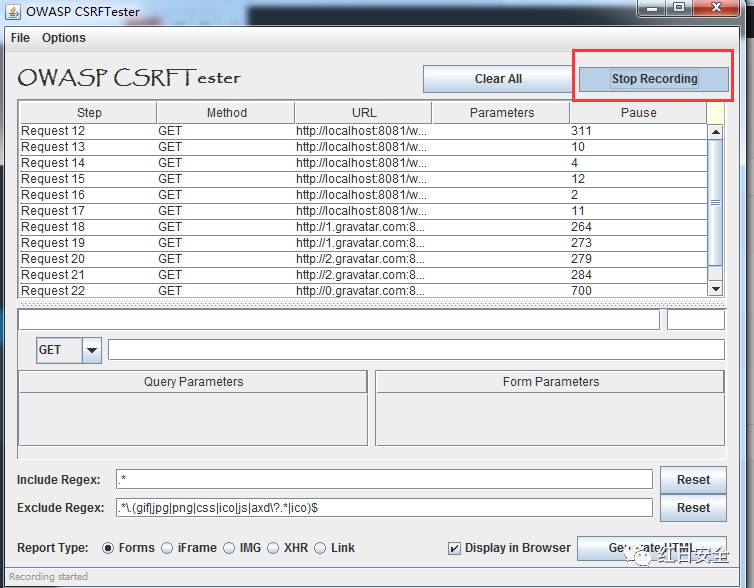 OWASP CSRFTester
File Options
OWASP CSRFTester Clear All Stop Recording
Step Method URL Parameters Pause
Request 12 GET http://localhost:8081/w... 311
Request 13 GET http://localhost:8081/w... 10
Request 14 GET http://localhost:8081/w... 4
Request 15 GET http://localhost:8081/w... 12
Request 16 GET http://localhost:8081/w... 2
Request 17 GET http://localhost:8081/w... 11
Request 18 GET http://1.gravatar.com:8... 264
Request 19 GET http://1.gravatar.com:8... 273
Request 20 GET http://2.gravatar.com:8... 279
Request 21 GET http://2.gravatar.com:8... 284
Request 22 GET http://0.gravatar.com:8... 700
GET
Query Parameters Form Parameters
Include Regex: .* Reset
Exclude Regex: .*\.(gif|jpg|png|css|ico|js|axd\?.*|ico)$ Reset
Report Type: Forms iFrame IMG XHR Link Display in Browser 红日安全
Recording started